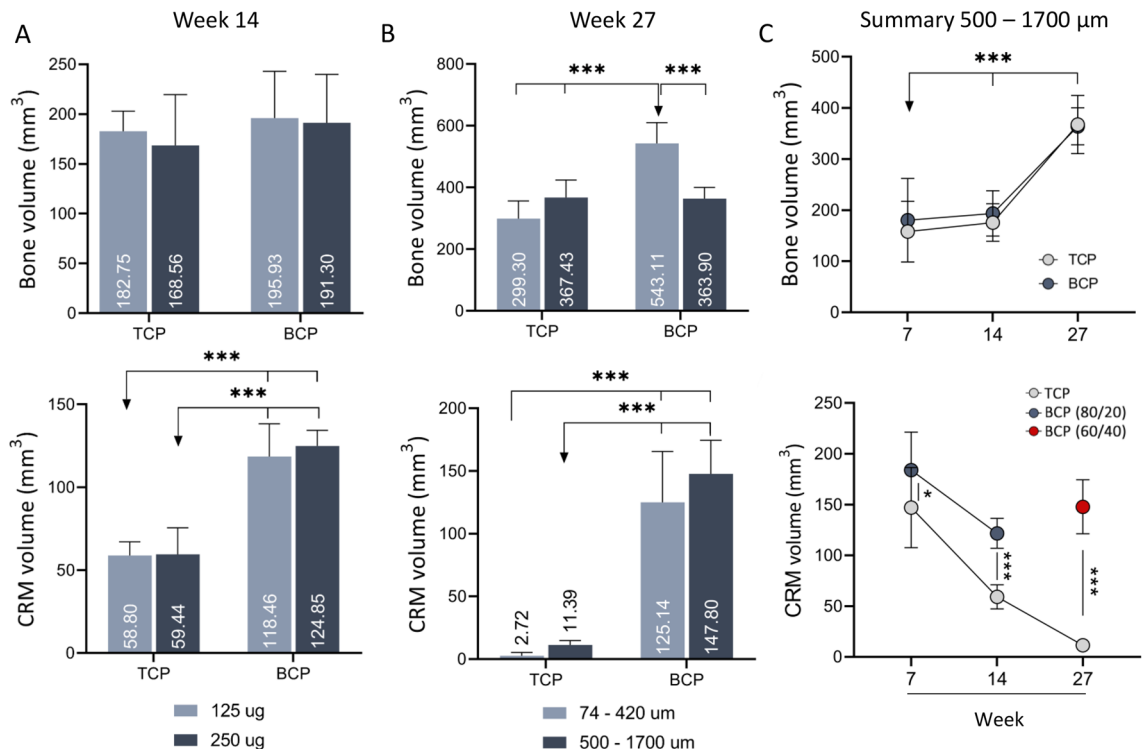 Week 14
Week 27
Summary 500 – 1700 µm
A
B
C
Bone volume (mm³)
250
200
150
100
50
0
182.75
168.56
195.93
191.30
TCP
BCP
Bone volume (mm³)
800
600
400
200
0
***
***
299.30
367.43
543.11
363.90
TCP
BCP
Bone volume (mm³)
500
400
300
200
100
0
***
TCP
BCP
7
14
27
CRM volume (mm³)
150
100
50
0
***
***
58.80
59.44
118.46
124.85
TCP
BCP
125 ug
250 ug
CRM volume (mm³)
200
150
100
50
0
***
***
2.72
11.39
125.14
147.80
TCP
BCP
74 - 420 um
500 - 1700 um
CRM volume (mm³)
250
200
150
100
50
0
TCP
BCP (80/20)
BCP (60/40)
*
***
***
7
14
27
Week